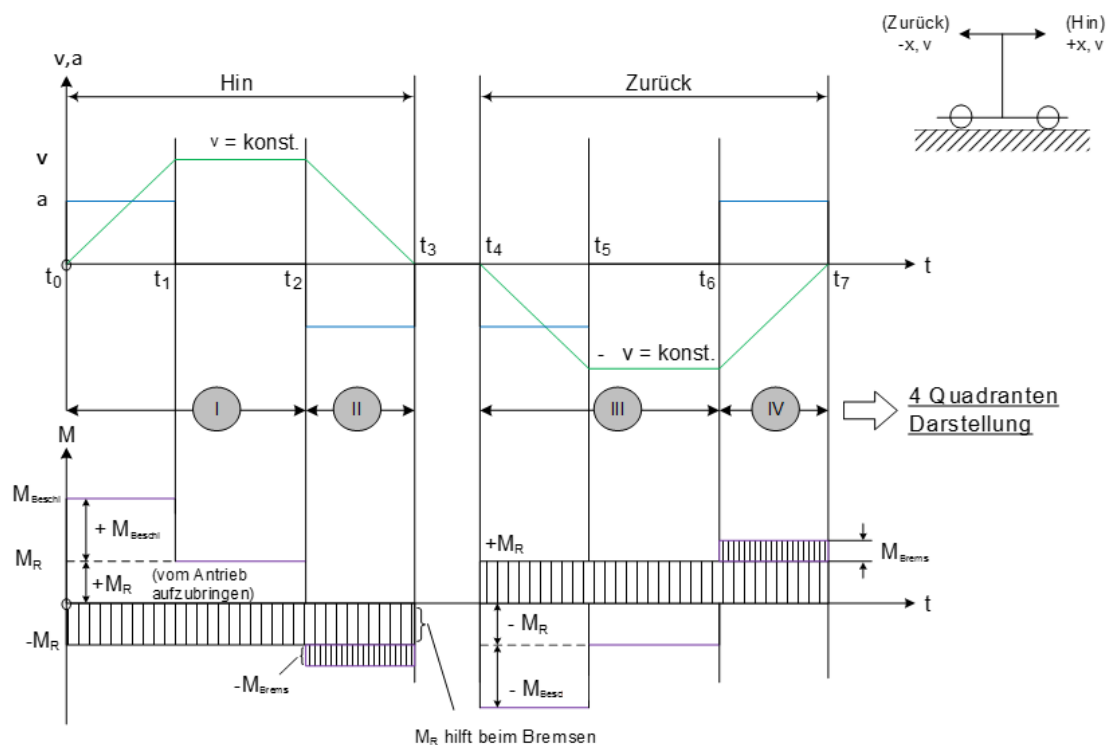 (Zurück)
-x, v
(Hin)
+x, v
v,a
Hin
Zurück
v = konst.
v
a
t3
t4
t5
t0
t1
t2
t6
t7
t
- v = konst.
I
II
III
IV
4 Quadranten
Darstellung
M
MBeschl
+ MBeschl
MR
+MR
(vom Antrieb
aufzubringen)
+MR
MBrems
t
-MR
- MR
-MBrems
- MBescl
MR hilft beim Bremsen